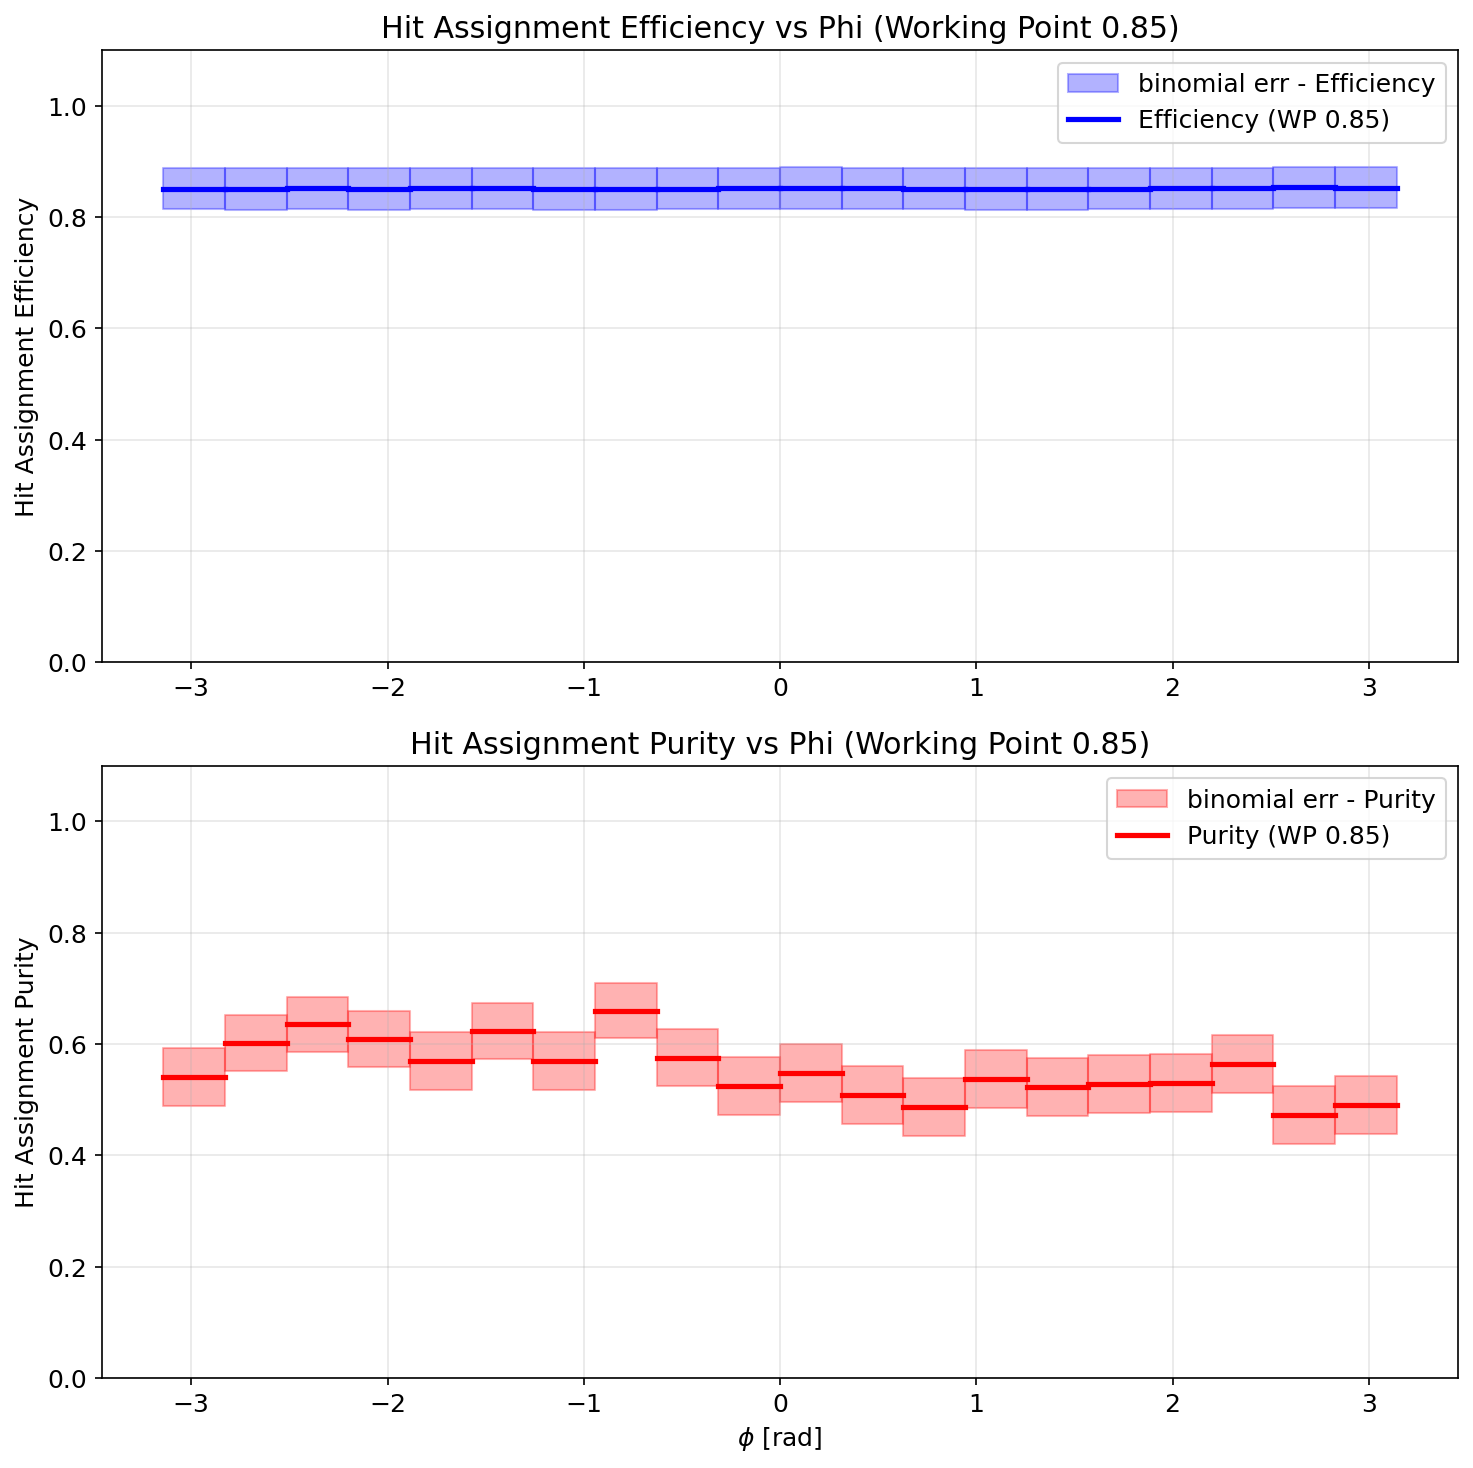 Hit Assignment Efficiency vs Phi (Working Point 0.85)
binomial err - Efficiency
Efficiency (WP 0.85)
Hit Assignment Efficiency
1.0
0.8
0.6
0.4
0.2
0.0
−3
−2
−1
0
1
2
3
Hit Assignment Purity vs Phi (Working Point 0.85)
binomial err - Purity
Purity (WP 0.85)
Hit Assignment Purity
1.0
0.8
0.6
0.4
0.2
0.0
−3
−2
−1
0
1
2
3
ϕ [rad]